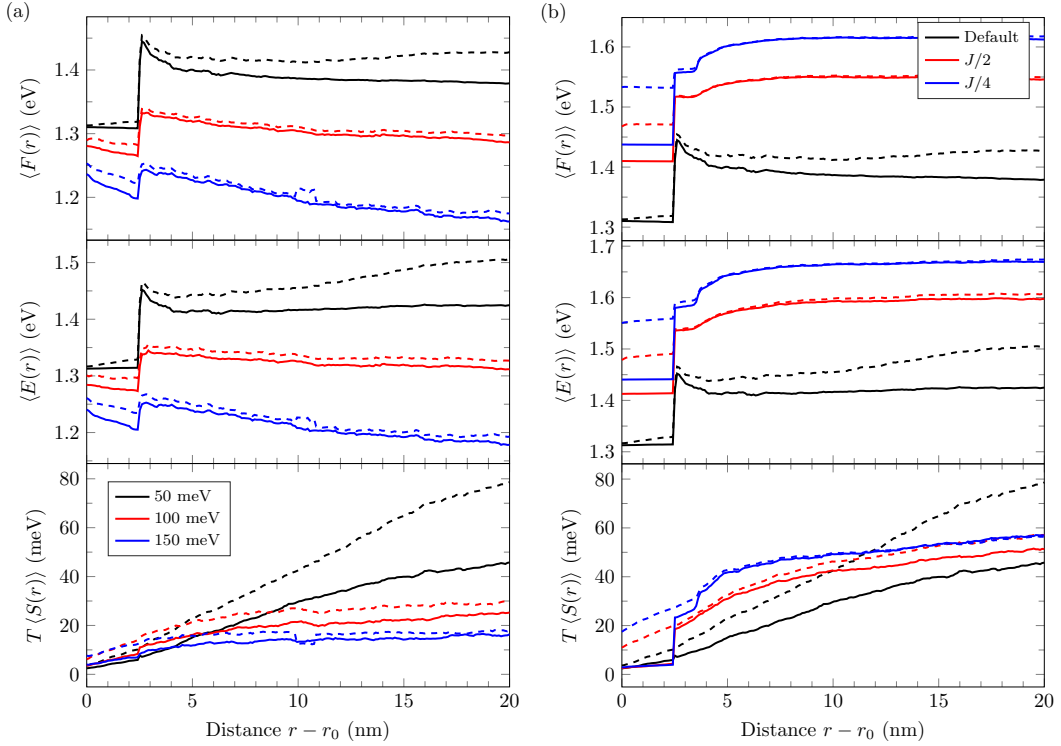 (a)
⟨F(r)⟩ (eV)
1.4
1.3
1.2
⟨E(r)⟩ (eV)
1.5
1.4
1.3
1.2
T ⟨S(r)⟩ (meV)
80
60
40
20
0
50 meV
100 meV
150 meV
0 5 10 15 20
Distance r − r₀ (nm)
(b)
⟨F(r)⟩ (eV)
1.6
1.5
1.4
1.3
Default
J/2
J/4
⟨E(r)⟩ (eV)
1.7
1.6
1.5
1.4
1.3
T ⟨S(r)⟩ (meV)
80
60
40
20
0
0 5 10 15 20
Distance r − r₀ (nm)